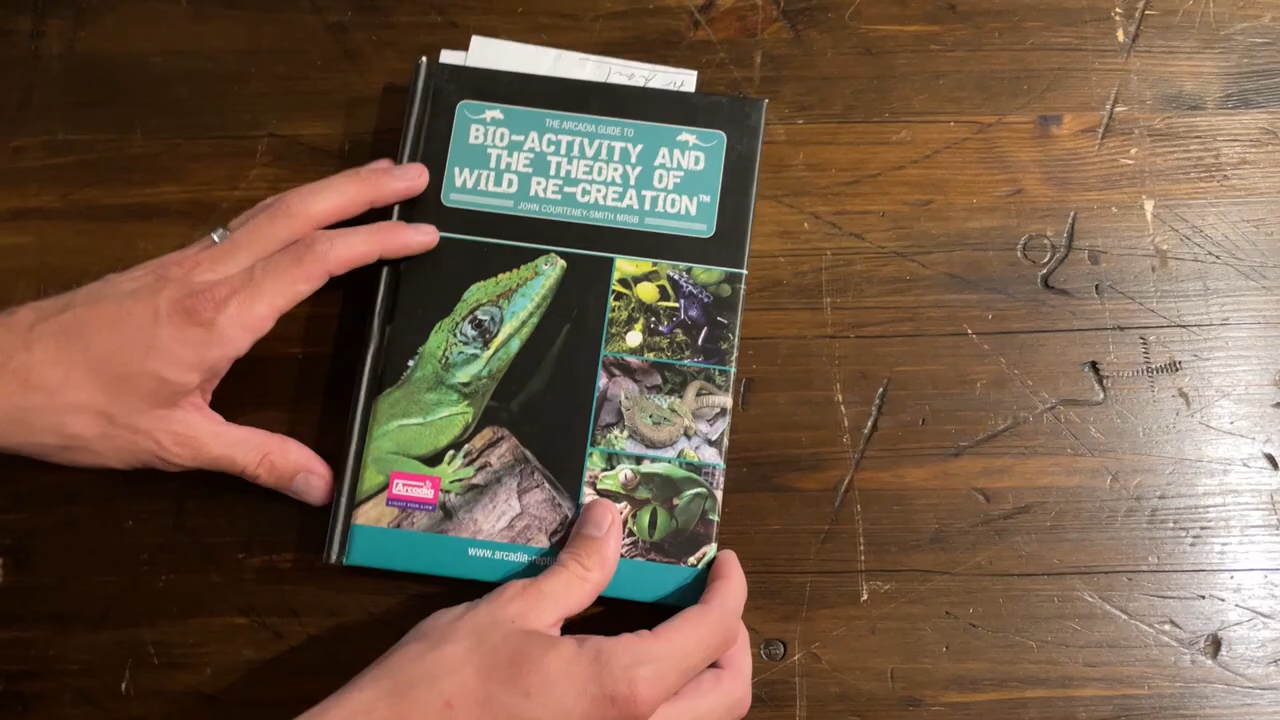 THE ARCADIA GUIDE TO
BIO-ACTIVITY AND
THE THEORY OF
WILD RE-CREATION™
JOHN COURTENEY-SMITH MRSB
Arcadia
LIGHT FOR LIFE
www.arcadia-repti